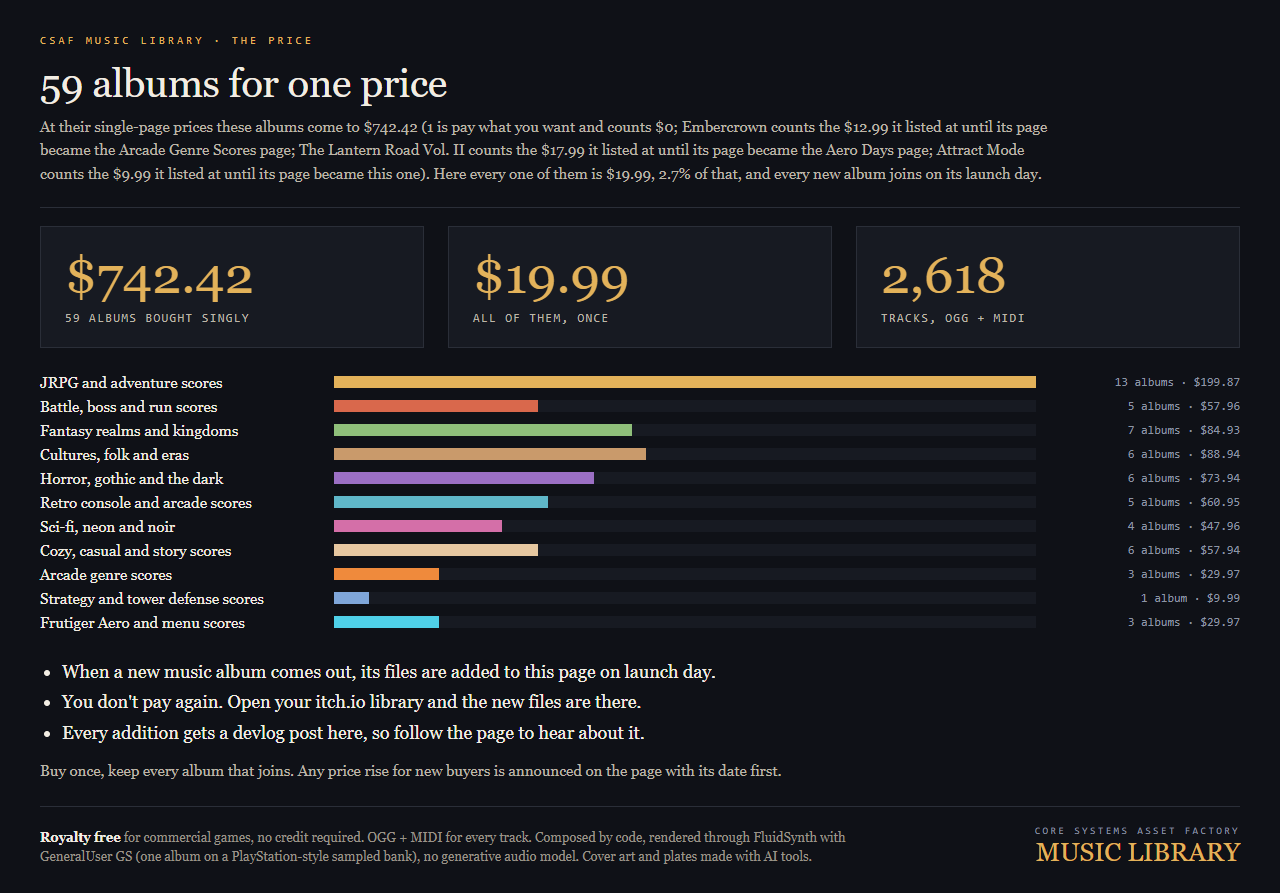 CSAF MUSIC LIBRARY · THE PRICE
59 albums for one price
At their single-page prices these albums come to $742.42 (1 is pay what you want and counts $0; Embercrown counts the $12.99 it listed at until its page
became the Arcade Genre Scores page; The Lantern Road Vol. II counts the $17.99 it listed at until its page became the Aero Days page; Attract Mode
counts the $9.99 it listed at until its page became this one). Here every one of them is $19.99, 2.7% of that, and every new album joins on its launch day.
$742.42
59 ALBUMS BOUGHT SINGLY
$19.99
ALL OF THEM, ONCE
2,618
TRACKS, OGG + MIDI
JRPG and adventure scores 13 albums · $199.87
Battle, boss and run scores 5 albums · $57.96
Fantasy realms and kingdoms 7 albums · $84.93
Cultures, folk and eras 6 albums · $88.94
Horror, gothic and the dark 6 albums · $73.94
Retro console and arcade scores 5 albums · $60.95
Sci-fi, neon and noir 4 albums · $47.96
Cozy, casual and story scores 6 albums · $57.94
Arcade genre scores 3 albums · $29.97
Strategy and tower defense scores 1 album · $9.99
Frutiger Aero and menu scores 3 albums · $29.97
• When a new music album comes out, its files are added to this page on launch day.
• You don't pay again. Open your itch.io library and the new files are there.
• Every addition gets a devlog post here, so follow the page to hear about it.
Buy once, keep every album that joins. Any price rise for new buyers is announced on the page with its date first.
Royalty free for commercial games, no credit required. OGG + MIDI for every track. Composed by code, rendered through FluidSynth with
GeneralUser GS (one album on a PlayStation-style sampled bank), no generative audio model. Cover art and plates made with AI tools.
CORE SYSTEMS ASSET FACTORY
MUSIC LIBRARY